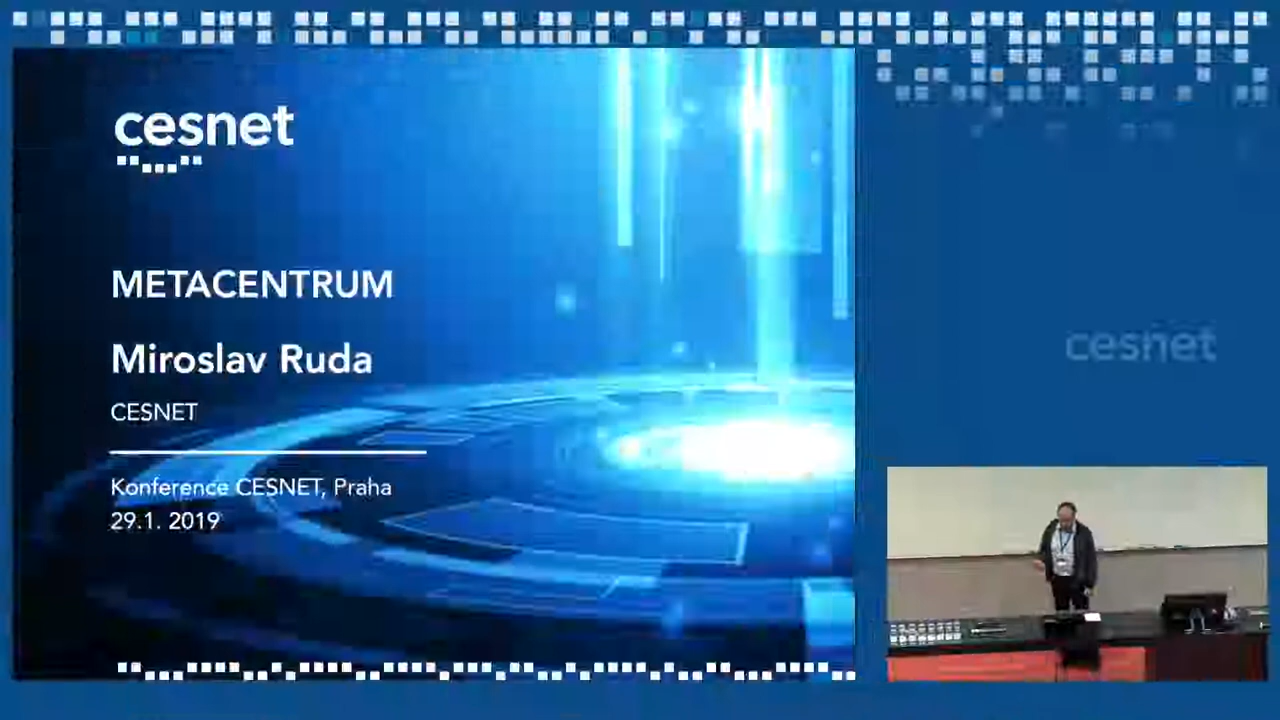 cesnet
METACENTRUM
Miroslav Ruda
CESNET
Konference CESNET, Praha
29.1. 2019
cesnet